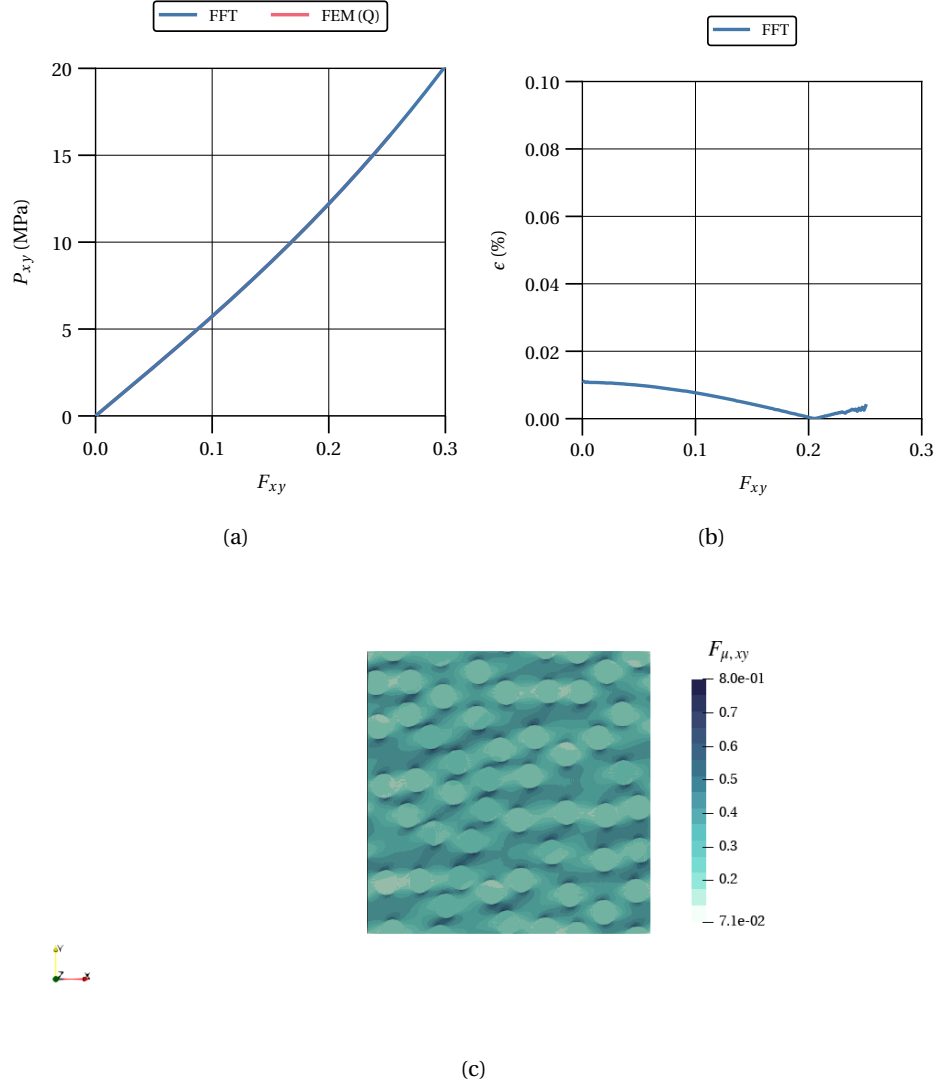 FFT FEM (Q)
20
15
10
5
0
P_{xy} (MPa)
0.0 0.1 0.2 0.3
F_{xy}
(a)
FFT
0.10
0.08
0.06
0.04
0.02
0.00
ϵ (%)
0.0 0.1 0.2 0.3
F_{xy}
(b)
F_{μ,xy}
8.0e-01
0.7
0.6
0.5
0.4
0.3
0.2
7.1e-02
Y
Z X
(c)